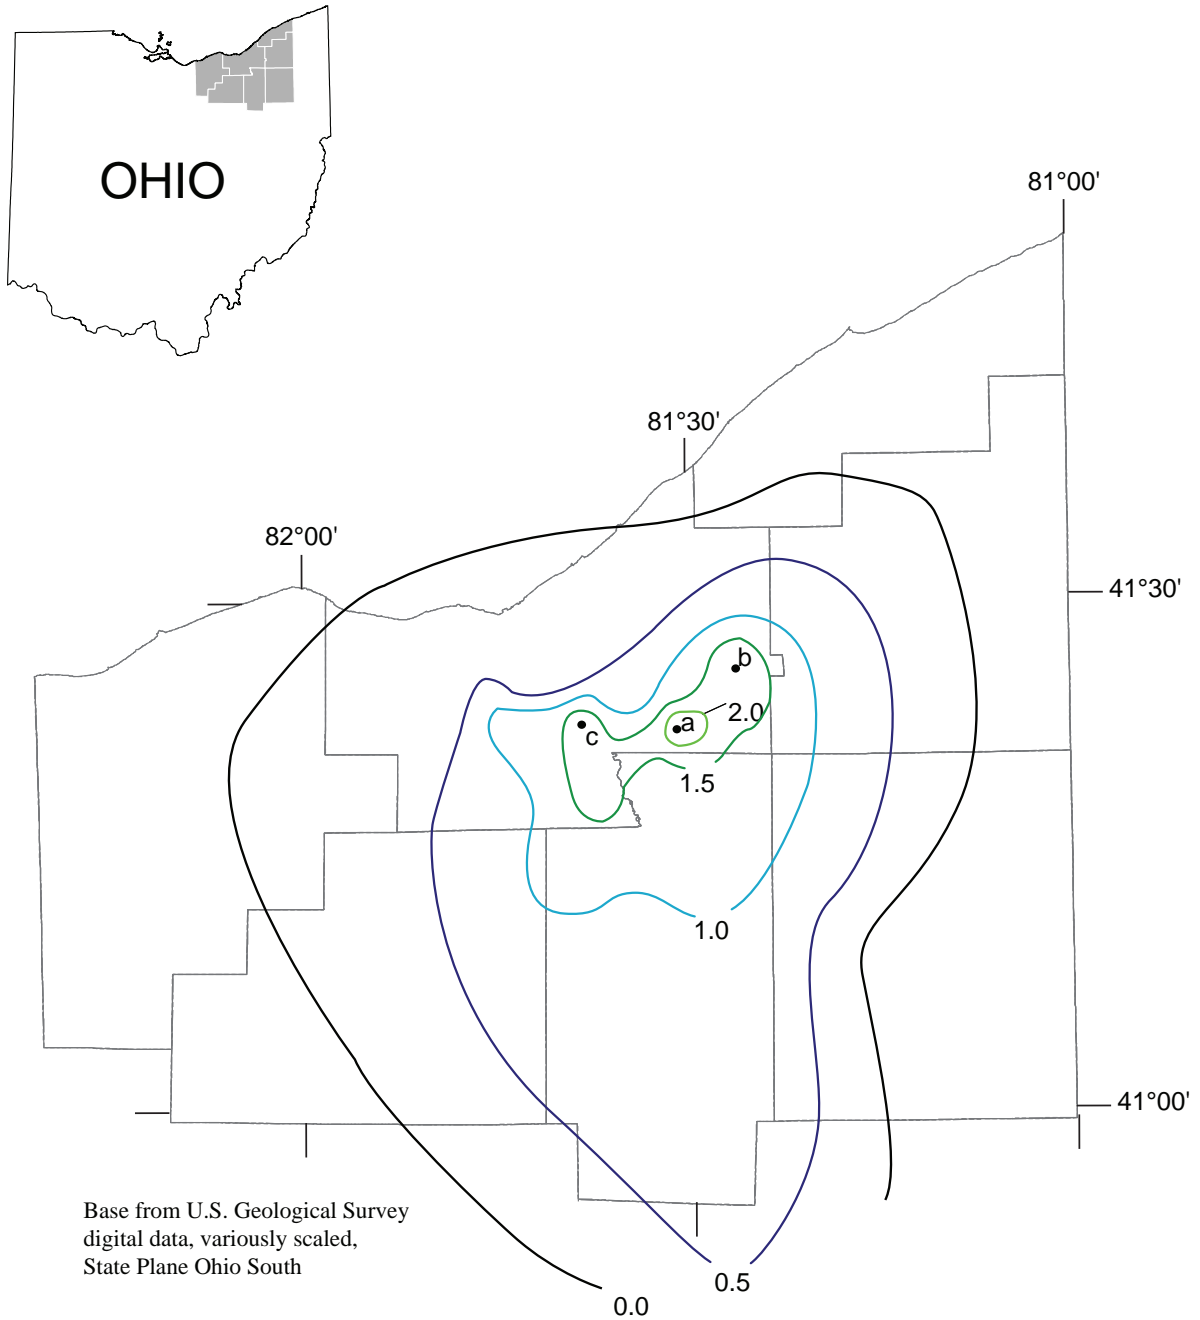 OHIO
81°00'
81°30'
82°00'
41°30'
b
2.0
a
c
1.5
1.0
41°00'
Base from U.S. Geological Survey
digital data, variously scaled,
State Plane Ohio South
0.5
0.0